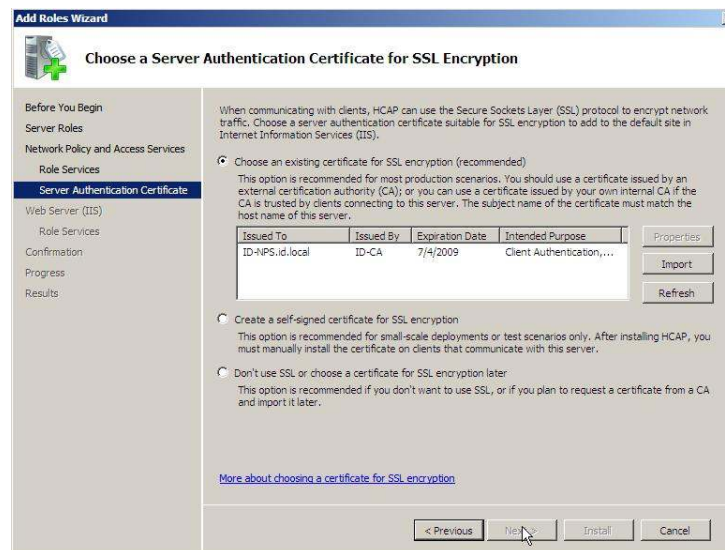 Add Roles Wizard
Choose a Server Authentication Certificate for SSL Encryption
Before You Begin
Server Roles
Network Policy and Access Services
Role Services
Server Authentication Certificate
Web Server (IIS)
Role Services
Confirmation
Progress
Results
When communicating with clients, HCAP can use the Secure Sockets Layer (SSL) protocol to encrypt network
traffic. Choose a server authentication certificate suitable for SSL encryption to add to the default site in
Internet Information Services (IIS).
Choose an existing certificate for SSL encryption (recommended)
This option is recommended for most production scenarios. You should use a certificate issued by an
external certification authority (CA); or you can use a certificate issued by your own internal CA if the
CA is trusted by clients connecting to this server. The subject name of the certificate must match the
host name of this server.
Issued To Issued By Expiration Date Intended Purpose
ID-NPS.id.local ID-CA 7/4/2009 Client Authentication,...
Properties
Import
Refresh
Create a self-signed certificate for SSL encryption
This option is recommended for small-scale deployments or test scenarios only. After installing HCAP, you
must manually install the certificate on clients that communicate with this server.
Don't use SSL or choose a certificate for SSL encryption later
This option is recommended if you don't want to use SSL, or if you plan to request a certificate from a CA
and import it later.
More about choosing a certificate for SSL encryption
< Previous Next > Install Cancel